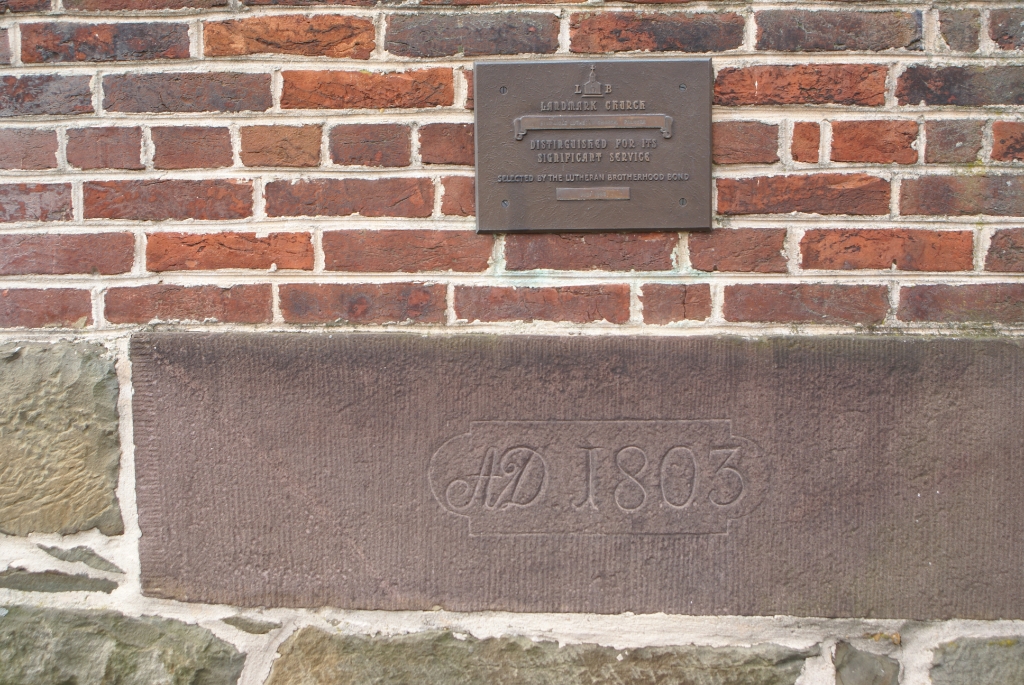 L B
LANDMARK CHURCH
DISTINGUISHED FOR ITS
SIGNIFICANT SERVICE
SELECTED BY THE LUTHERAN BROTHERHOOD BOND
AD. 1803